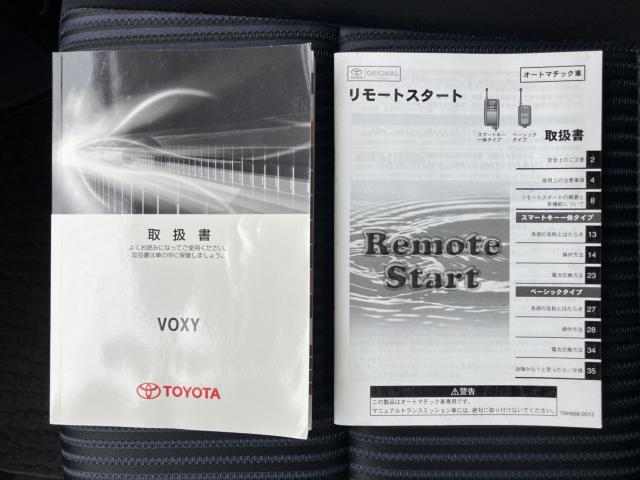 取扱書
よくお読みになってご使用ください。
取扱書は車の中に保管しましょう。
VOXY
TOYOTA
TOYOTA
ORIGINAL
オートマチック車
リモートスタート
スマートキー
一体タイプ
ベーシック
タイプ
取扱書
安全上のご注意 2
使用上の注意事項 4
リモートスタートの概要と
各機能について 8
スマートキー一体タイプ
各部の名称とはたらき 13
操作方法 14
電池交換方法 23
ベーシックタイプ
各部の名称とはたらき 27
操作方法 28
電池交換方法 34
故障かな?と思ったら/仕様 35
Remote
Start
警告
この製品はオートマチック車専用です。
マニュアルトランスミッション車には、絶対に取り付けないでください。
76H958-0013